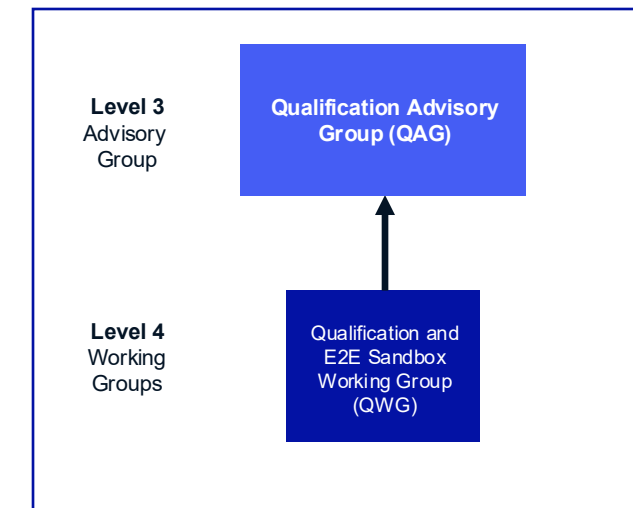 Level 3
Advisory
Group
Qualification Advisory
Group (QAG)
Level 4
Working
Groups
Qualification and
E2E Sandbox
Working Group
(QWG)